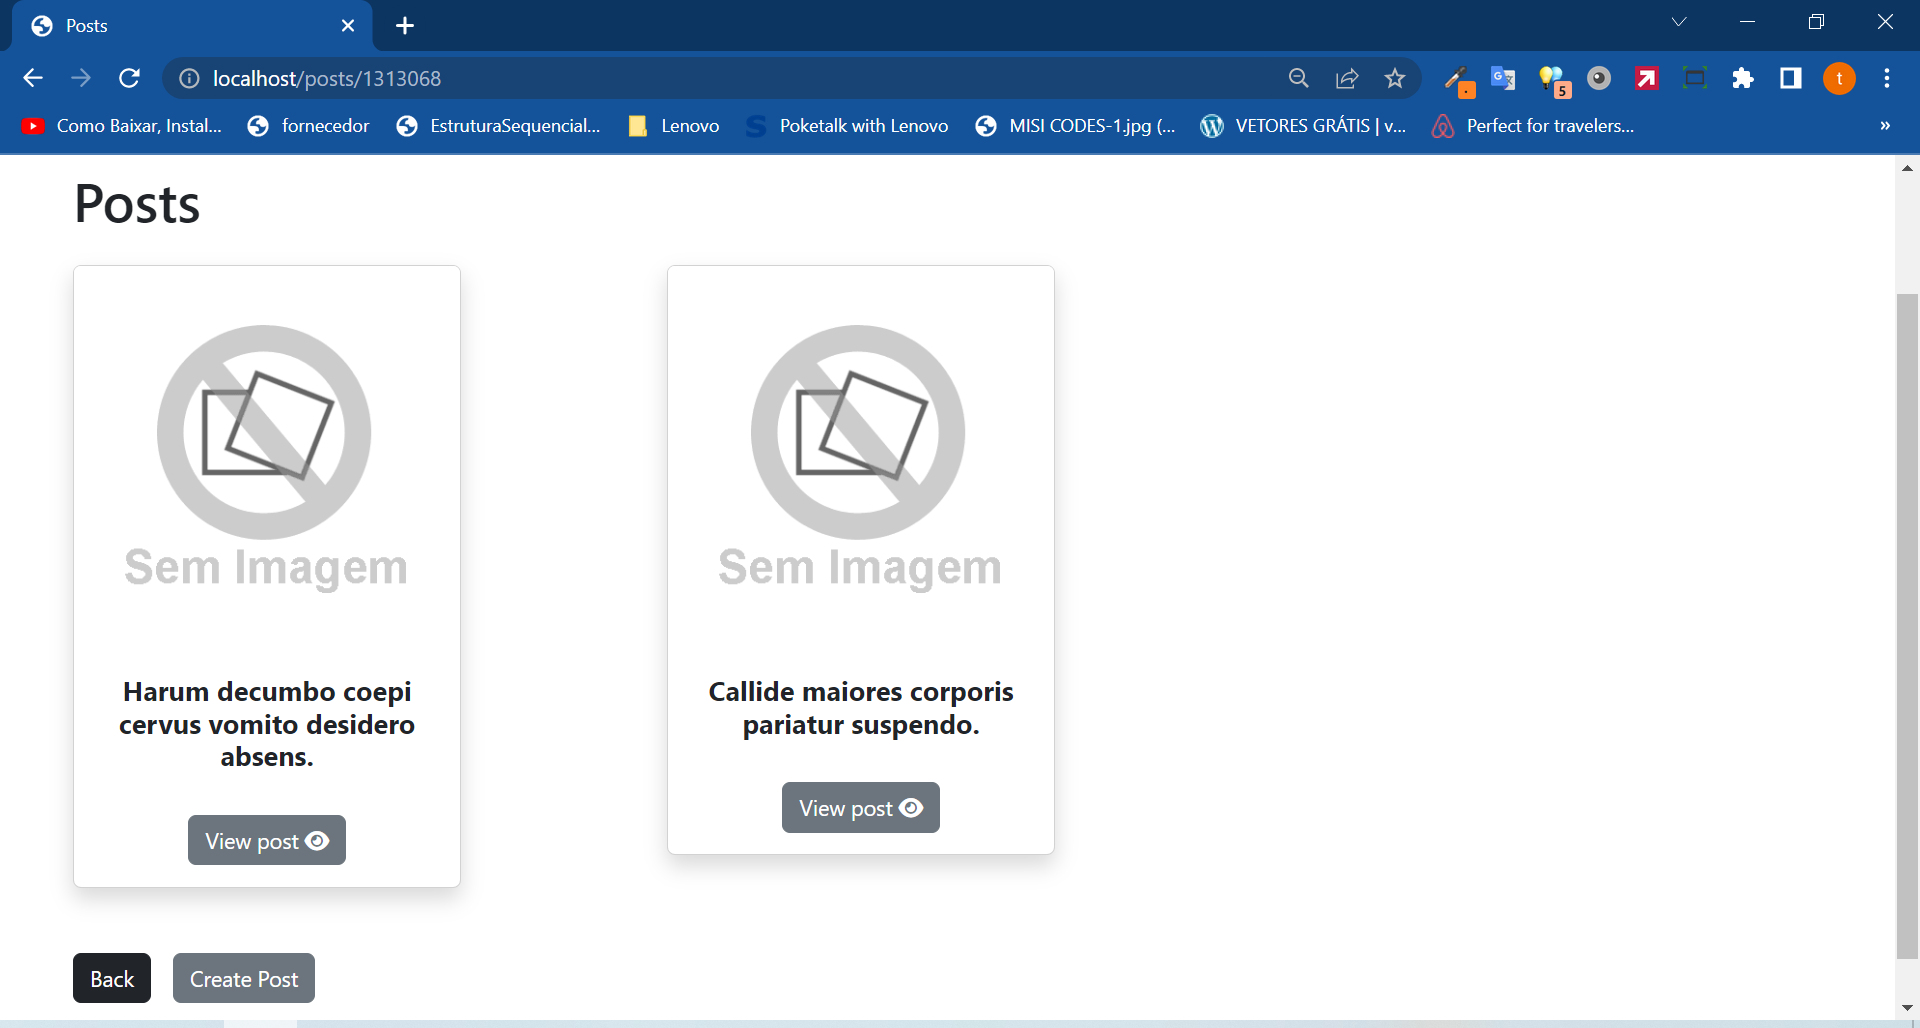 Posts
localhost/posts/1313068
5
t
Como Baixar, Instal...
fornecedor
EstruturaSequencial...
Lenovo
S
Poketalk with Lenovo
MISI CODES-1.jpg (...
VETORES GRÁTIS | v...
Perfect for travelers...
»
Posts
Sem Imagem
Harum decumbo coepi
cervus vomito desidero
absens.
View post
Sem Imagem
Callide maiores corporis
pariatur suspendo.
View post
Back
Create Post